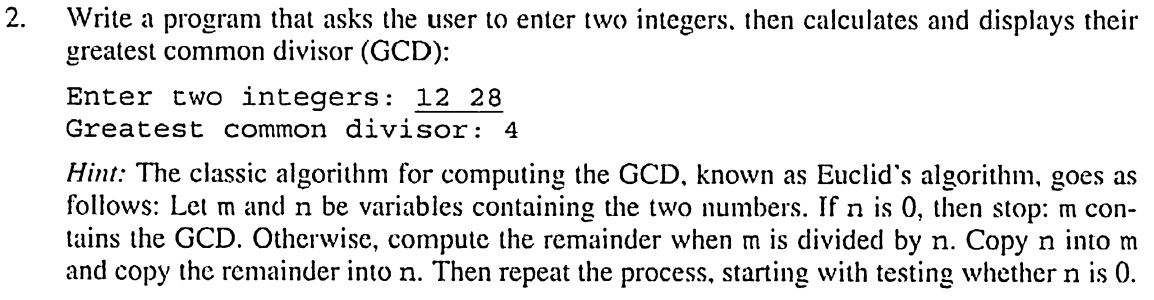 2. Write a program that asks the user to enter two integers, then calculates and displays their
greatest common divisor (GCD):
Enter two integers: 12 28
Greatest common divisor: 4
Hint: The classic algorithm for computing the GCD, known as Euclid's algorithm, goes as
follows: Let m and n be variables containing the two numbers. If n is 0, then stop: m con-
tains the GCD. Otherwise, compute the remainder when m is divided by n. Copy n into m
and copy the remainder into n. Then repeat the process, starting with testing whether n is 0.